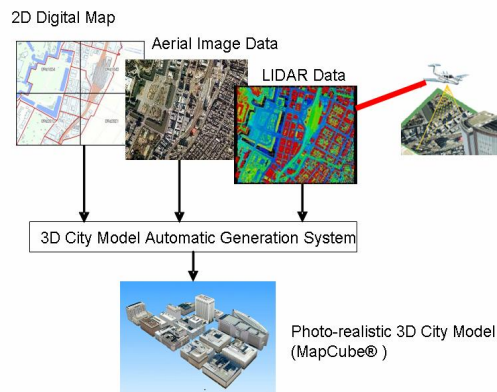 2D Digital Map
Aerial Image Data
LIDAR Data
3D City Model Automatic Generation System
Photo-realistic 3D City Model
(MapCube® )